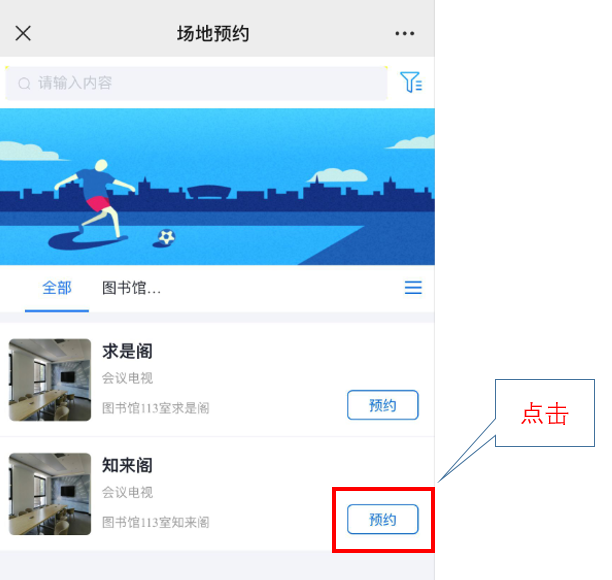 场地预约
请输入内容
全部 图书馆…
求是阁
会议电视
图书馆113室求是阁
预约
知来阁
会议电视
图书馆113室知来阁
预约
点击